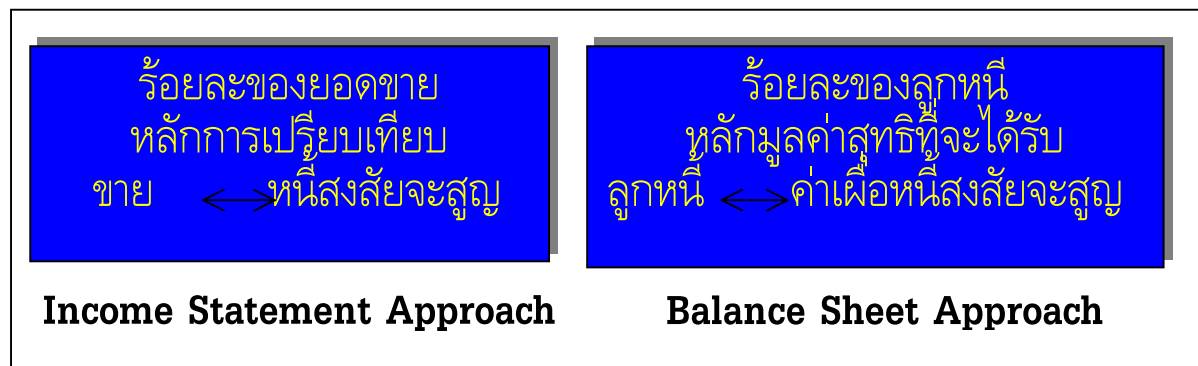 ร้อยละของยอดขาย
หลักการเปรียบเทียบ
ขาย หนี้สงสัยจะสูญ
Income Statement Approach
ร้อยละของลูกหนี้
หลักมูลค่าสุทธิที่จะได้รับ
ลูกหนี้ ค่าเผื่อหนี้สงสัยจะสูญ
Balance Sheet Approach